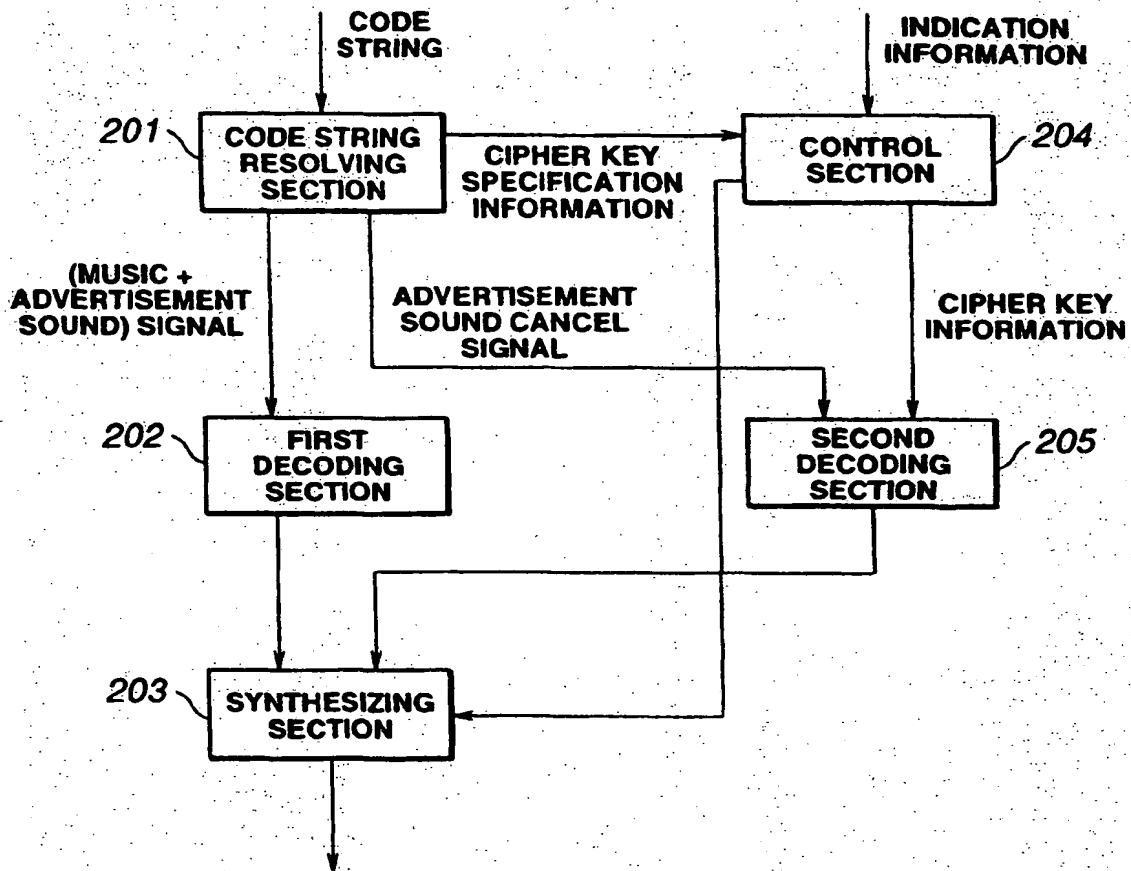 CODE
STRING
INDICATION
INFORMATION
201
CODE STRING
RESOLVING
SECTION
CIPHER KEY
SPECIFICATION
INFORMATION
CONTROL
SECTION
204
(MUSIC +
ADVERTISEMENT
SOUND) SIGNAL
ADVERTISEMENT
SOUND CANCEL
SIGNAL
CIPHER KEY
INFORMATION
202
FIRST
DECODING
SECTION
SECOND
DECODING
SECTION
205
203
SYNTHESIZING
SECTION